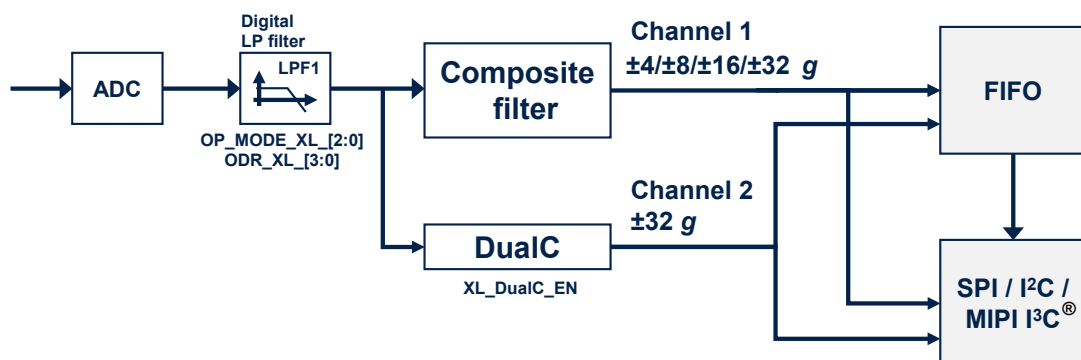 Digital
LP filter
ADC
LPF1
OP_MODE_XL_[2:0]
ODR_XL_[3:0]
Composite
filter
Channel 1
±4/±8/±16/±32 g
FIFO
Channel 2
±32 g
DualC
XL_DualC_EN
SPI / I²C /
MIPI I³C®